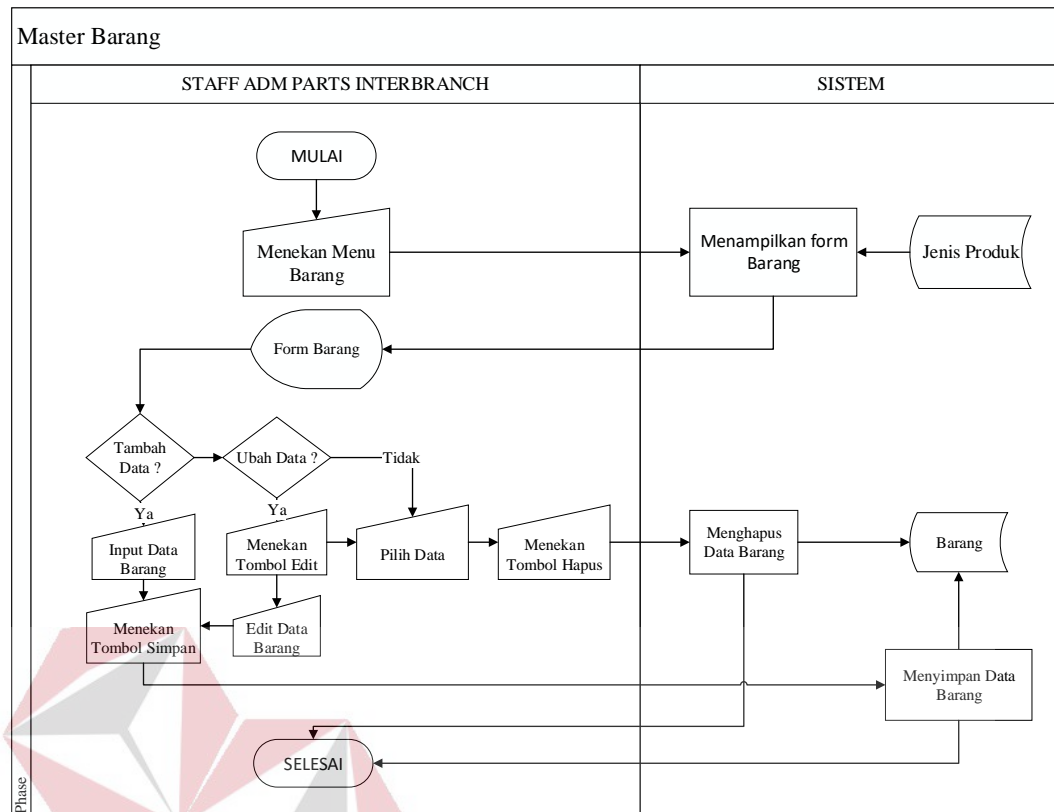 Master Barang
STAFF ADM PARTS INTERBRANCH
SISTEM
MULAI
Menekan Menu
Barang
Menampilkan form
Barang
Jenis Produk
Form Barang
Tambah
Data ?
Ubah Data ?
Tidak
Ya
Ya
Input Data
Barang
Menekan
Tombol Edit
Pilih Data
Menekan
Tombol Hapus
Menghapus
Data Barang
Barang
Menekan
Tombol Simpan
Edit Data
Barang
Menyimpan Data
Barang
SELESAI
Phase